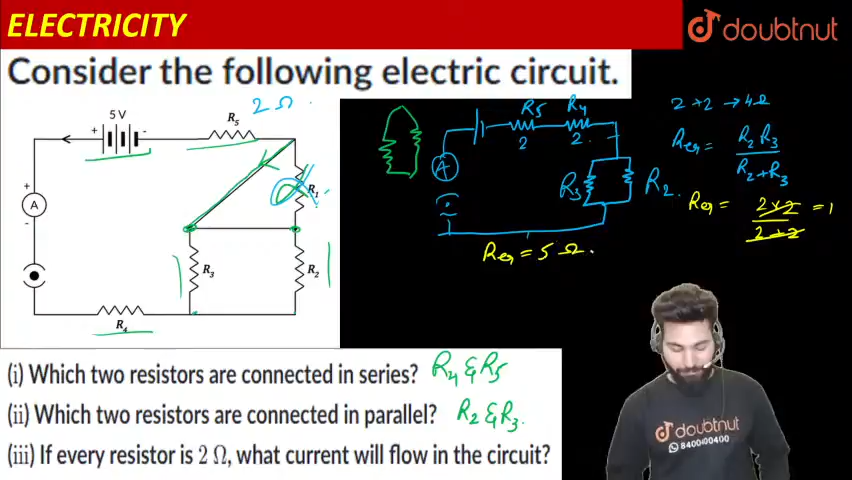 ELECTRICITY
doubtnut
Consider the following electric circuit.
5 V
+ -
R5
2 Ω
R1
+
A
-
R3
R2
R4
R5 R4
2 2
A
R3 R2
Req = 5 Ω
2+2 → 4Ω
Req = R2 R3
R2 + R3
Req = 2×2 = 1
2+2
(i) Which two resistors are connected in series? R4 & R5
(ii) Which two resistors are connected in parallel? R2 & R3
(iii) If every resistor is 2 Ω, what current will flow in the circuit?
doubtnut
8400400400